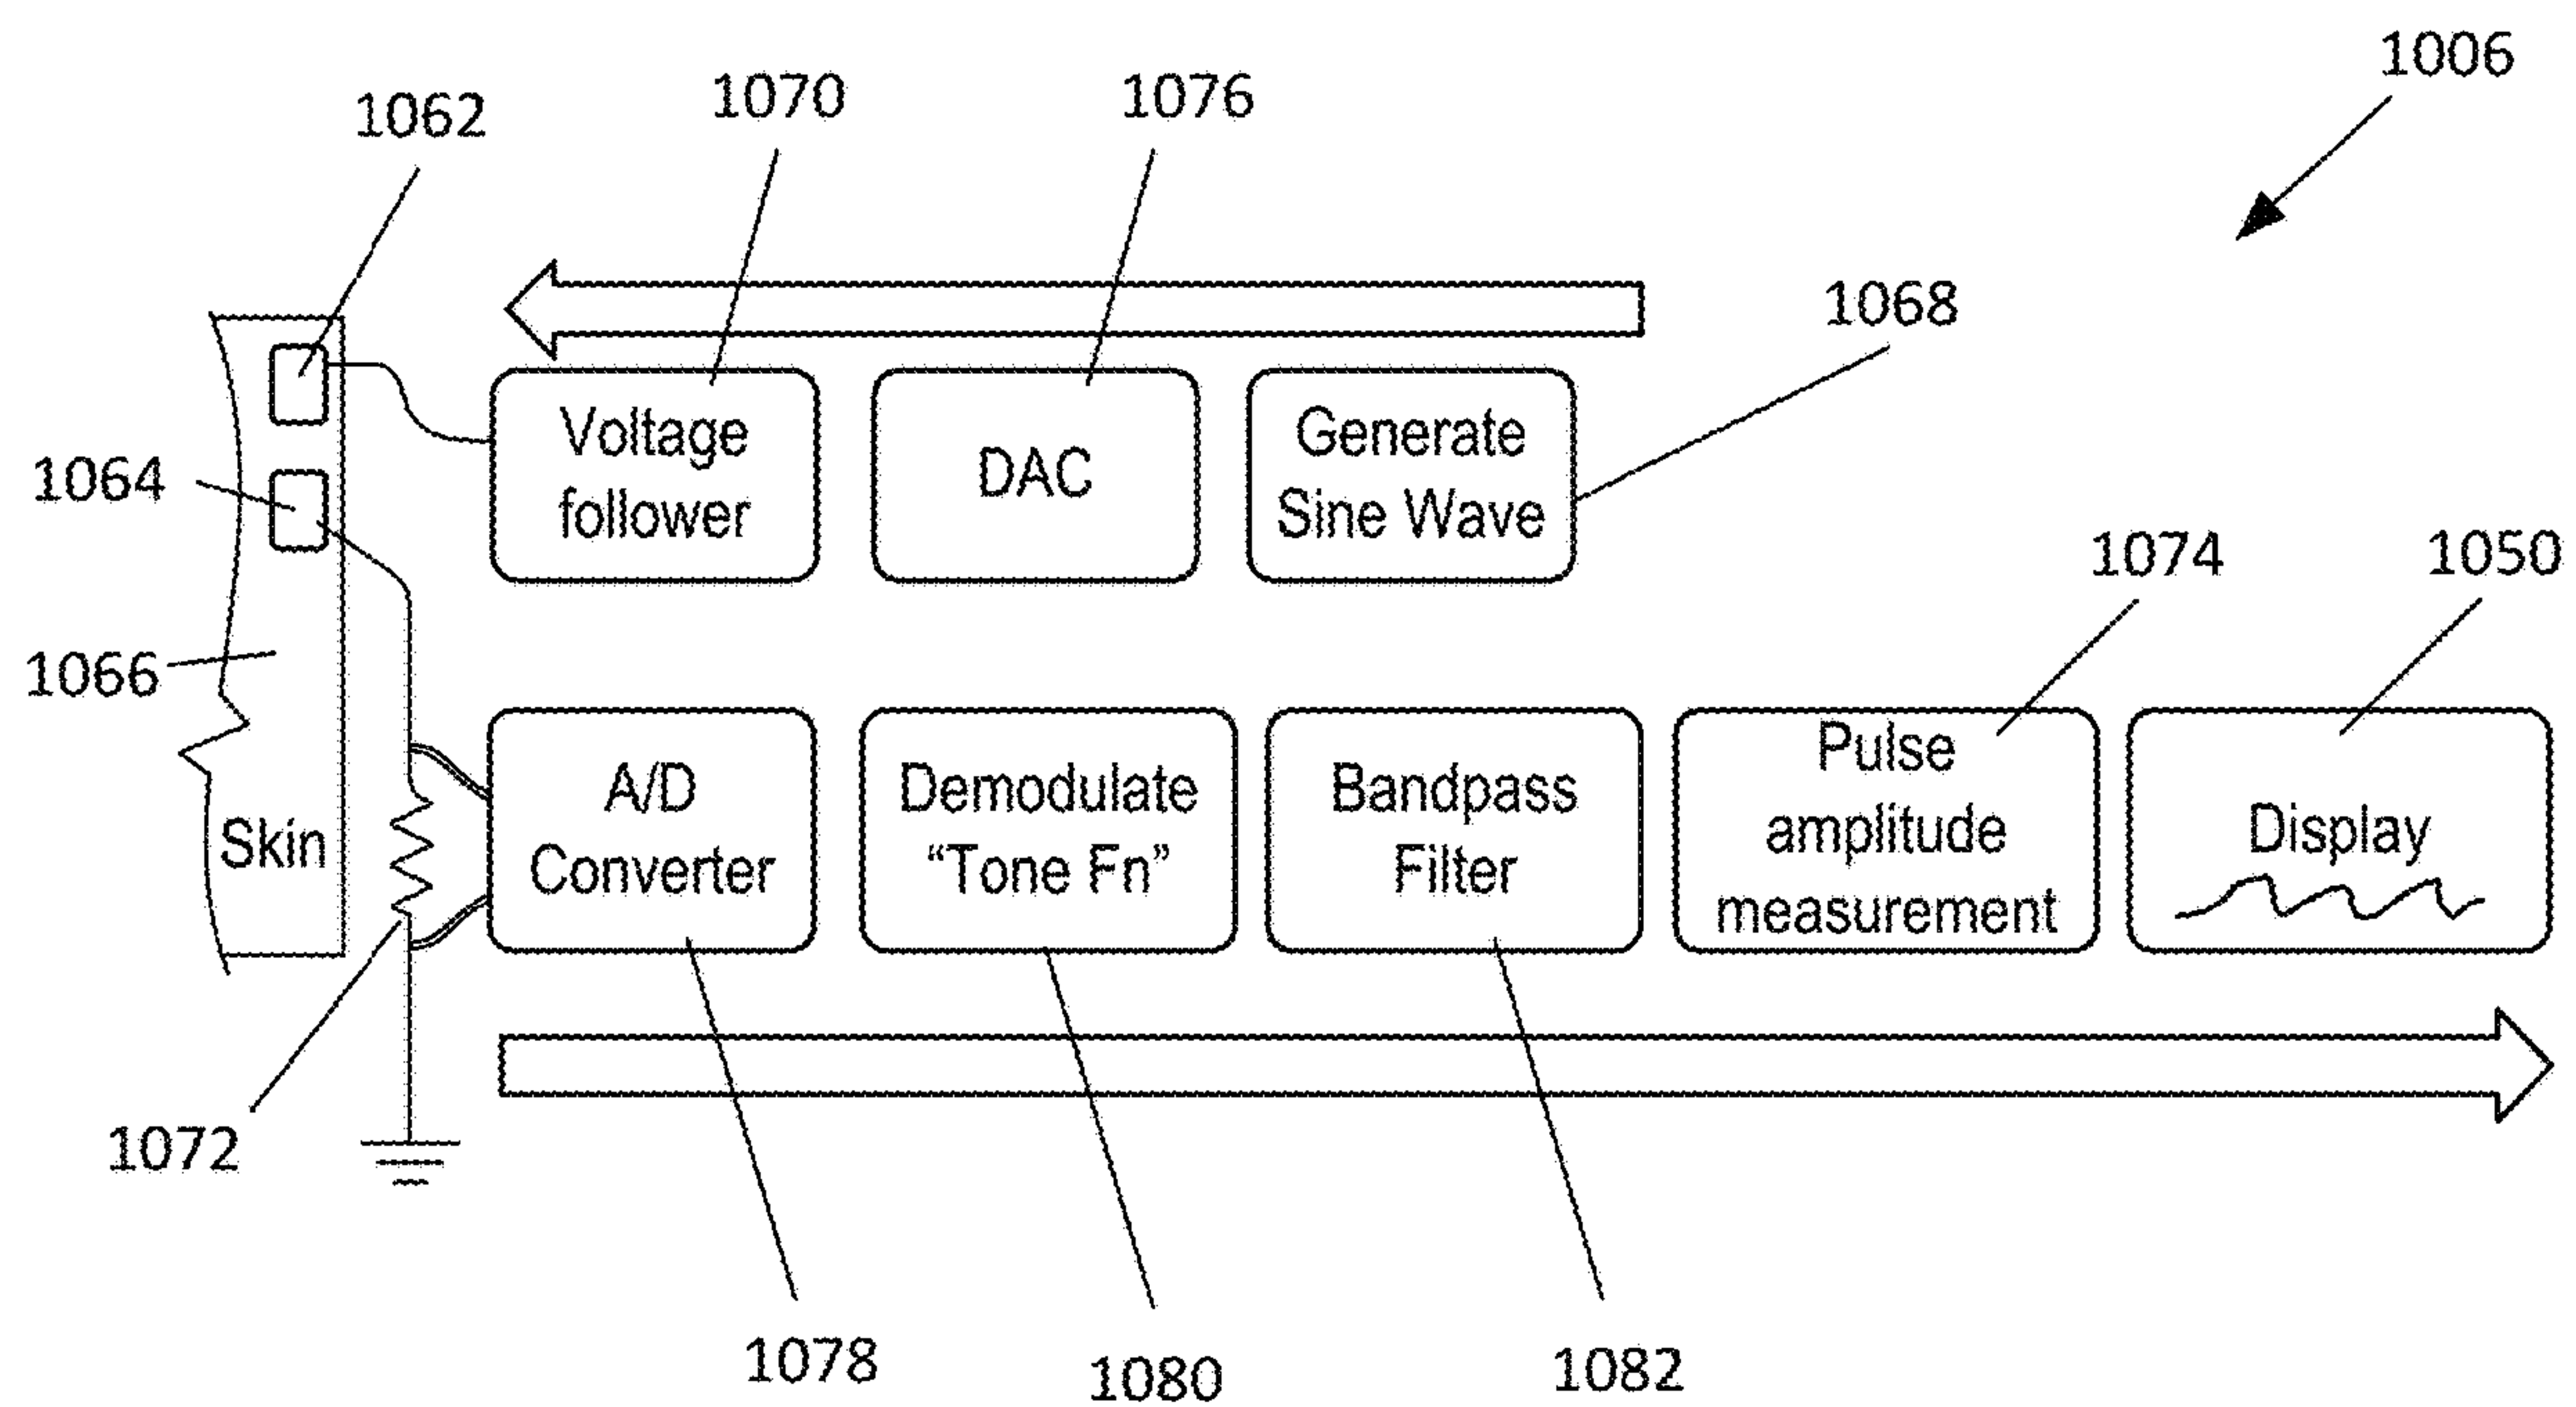 1006
1070
1076
1062
1068
Voltage
follower
DAC
Generate
Sine Wave
1064
1074
1050
1066
Skin
A/D
Converter
Demodulate
“Tone Fn”
Bandpass
Filter
Pulse
amplitude
measurement
Display
1072
1078
1080
1082